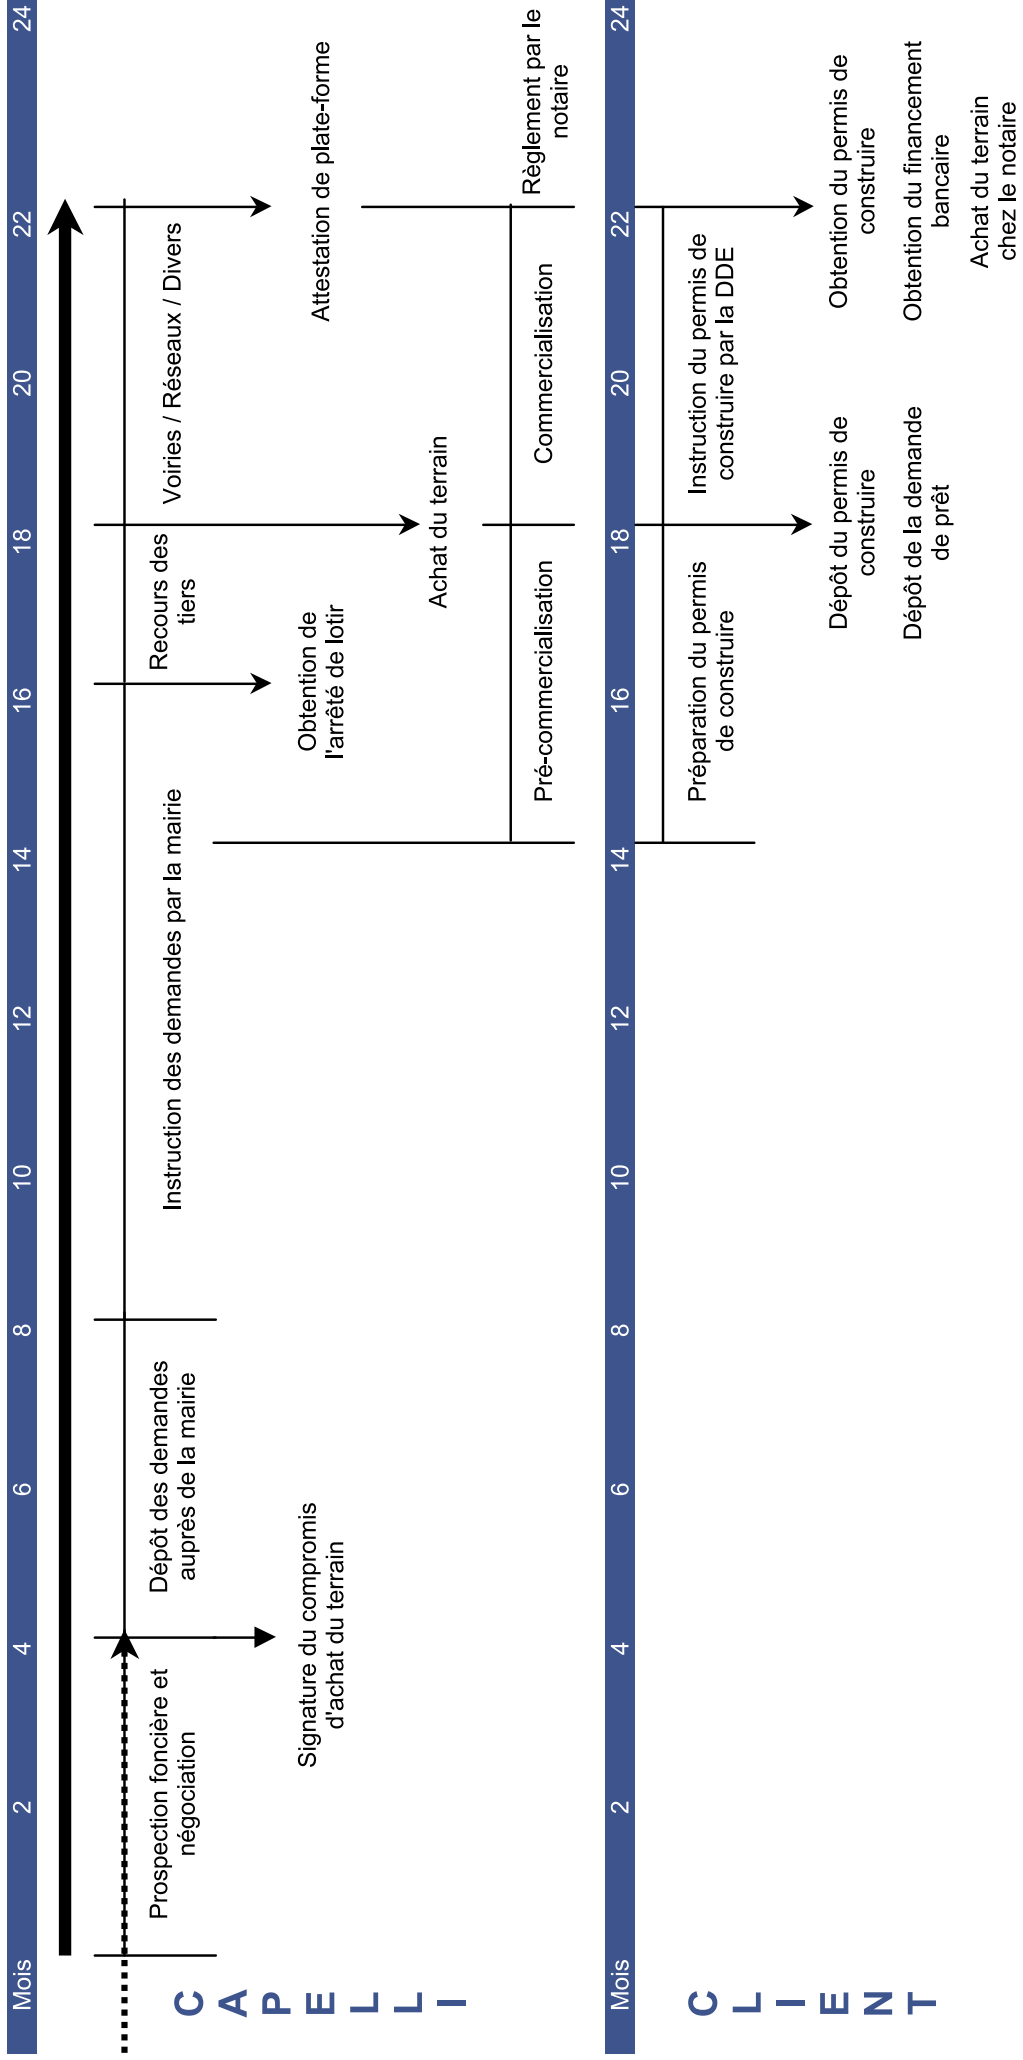 Mois 2 4 6 8 10 12 14 16 18 20 22 24
Prospection foncière et
négociation
Dépôt des demandes
auprès de la mairie
Instruction des demandes par la mairie
Recours des
tiers
Voiries / Réseaux / Divers
CAPELLI
Signature du compromis
d'achat du terrain
Obtention de
l'arrêté de lotir
Attestation de plate-forme
Achat du terrain
Pré-commercialisation
Commercialisation
Règlement par le
notaire
Mois 2 4 6 8 10 12 14 16 18 20 22 24
CLIENT
Préparation du permis
de construire
Instruction du permis de
construire par la DDE
Dépôt du permis de
construire
Dépôt de la demande
de prêt
Obtention du permis de
construire
Obtention du financement
bancaire
Achat du terrain
chez le notaire